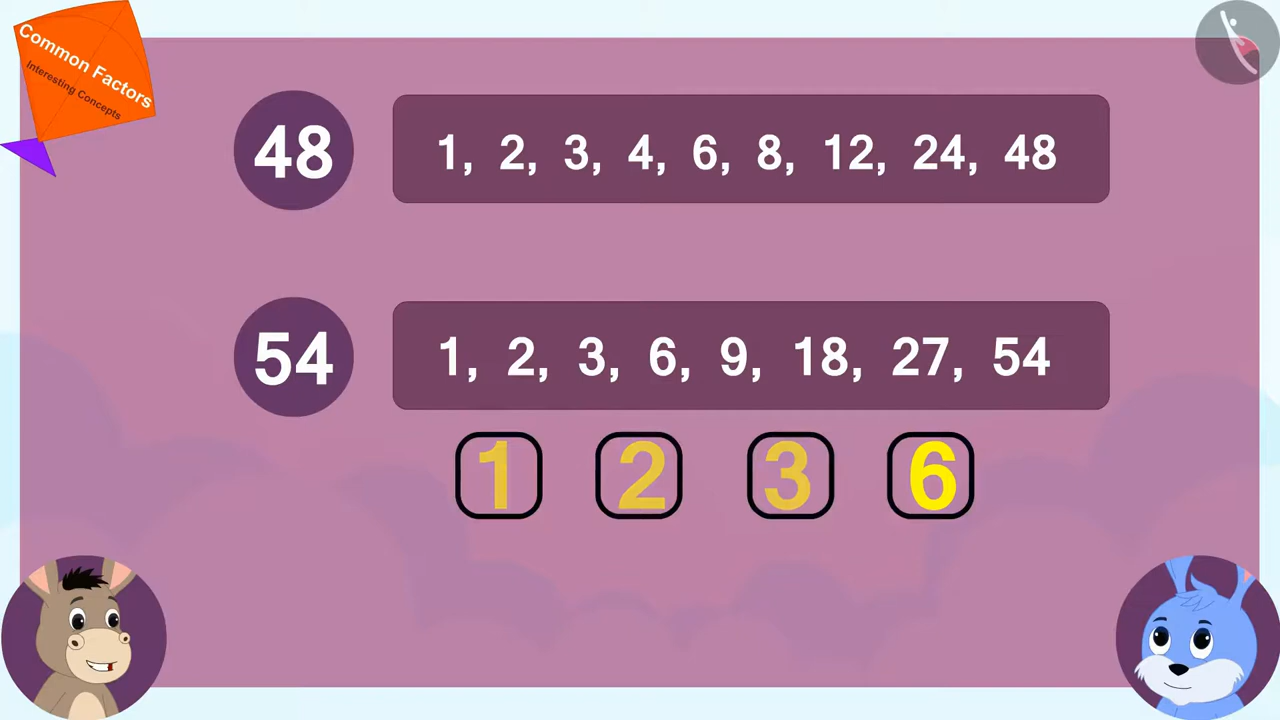 Common Factors
Interesting Concepts
48
1, 2, 3, 4, 6, 8, 12, 24, 48
54
1, 2, 3, 6, 9, 18, 27, 54
1 2 3 6